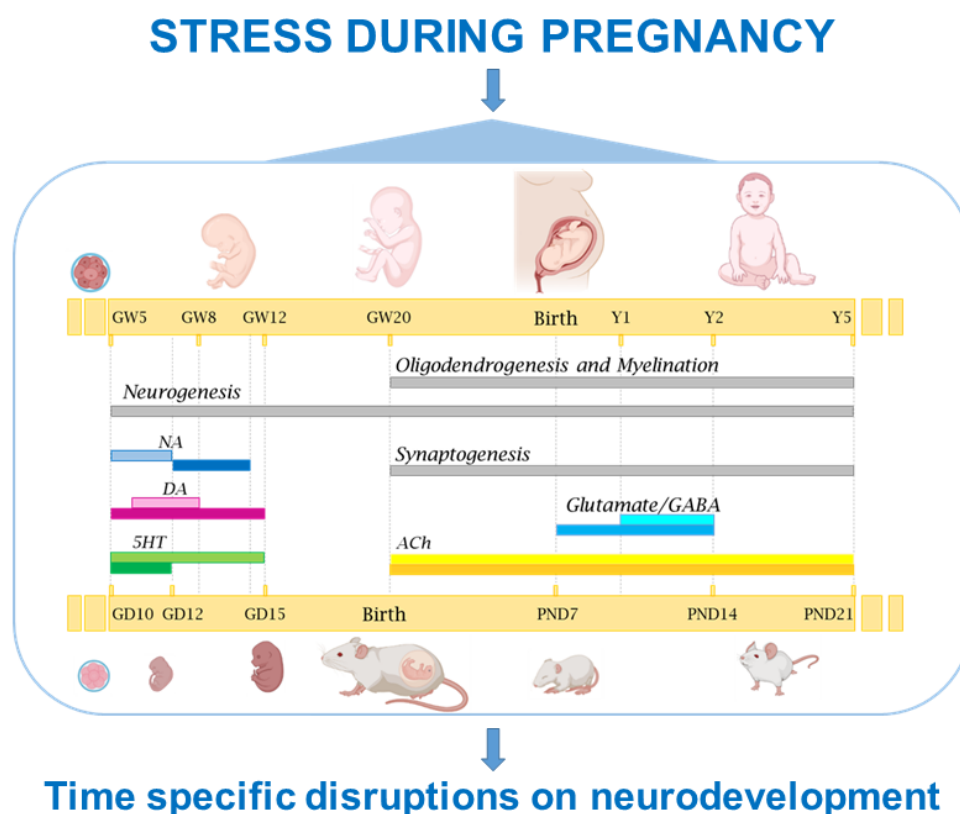 STRESS DURING PREGNANCY
GW5 GW8 GW12 GW20 Birth Y1 Y2 Y5
Oligodendrogenesis and Myelination
Neurogenesis
NA
Synaptogenesis
DA
Glutamate/GABA
5HT
ACh
GD10 GD12 GD15 Birth PND7 PND14 PND21
Time specific disruptions on neurodevelopment